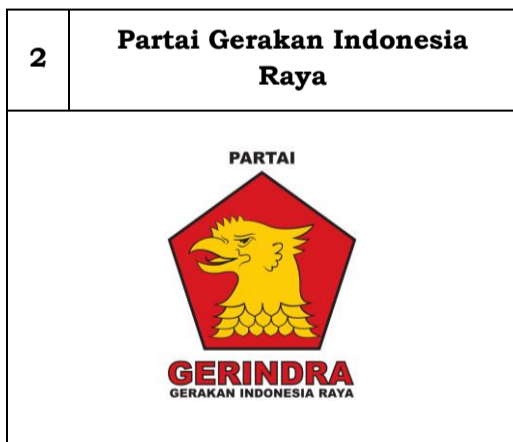 2
Partai Gerakan Indonesia
Raya
PARTAI
GERINDRA
GERAKAN INDONESIA RAYA